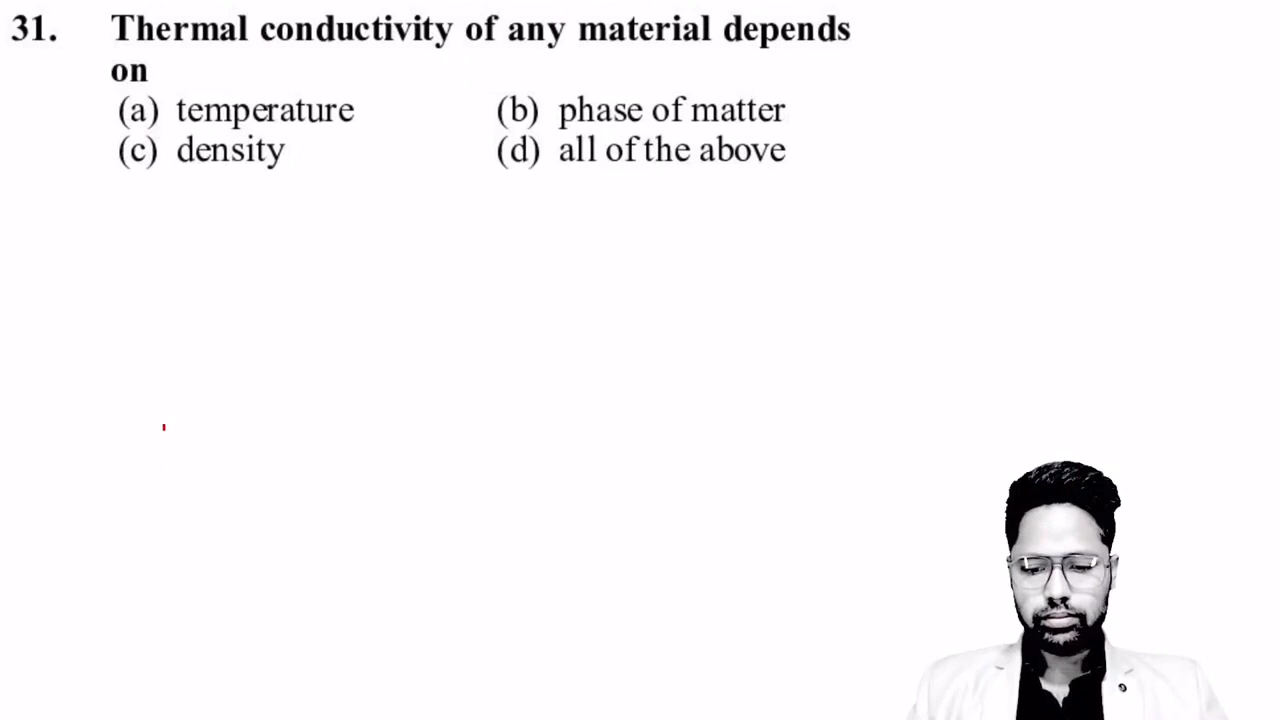 31. Thermal conductivity of any material depends
on
(a) temperature (b) phase of matter
(c) density (d) all of the above